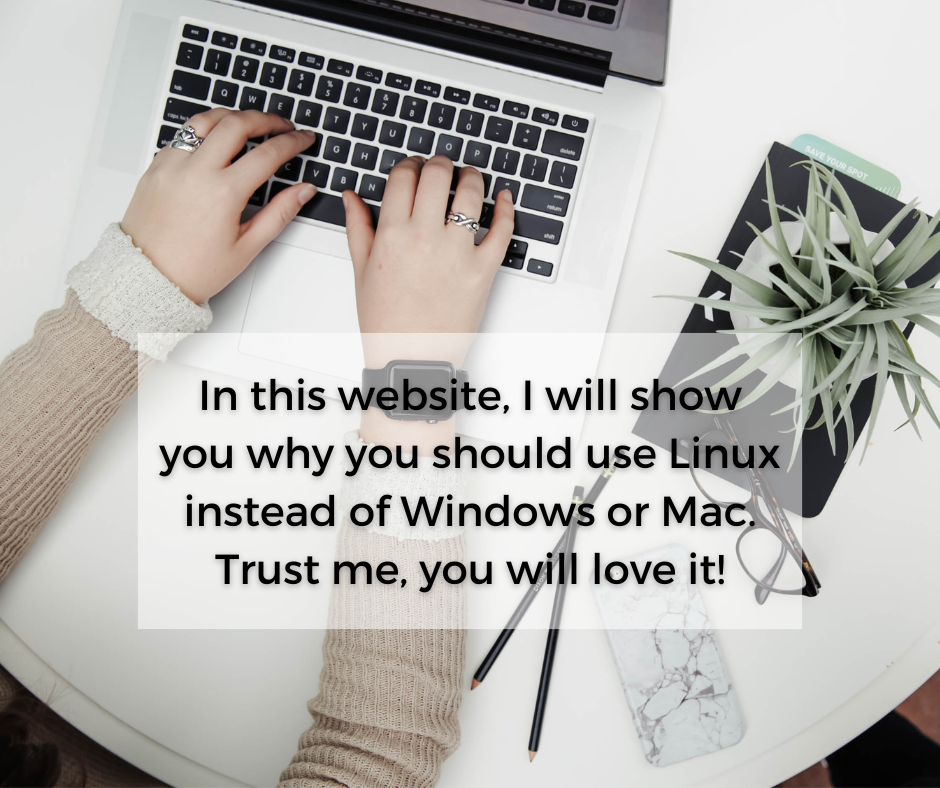 SAVE YOUR SPOT
In this website, I will show
you why you should use Linux
instead of Windows or Mac.
Trust me, you will love it!